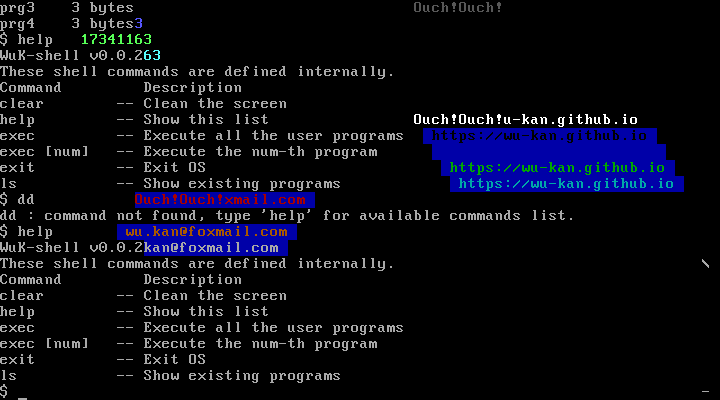 prg3    3 bytes                               Ouch!Ouch!
prg4    3 bytes3
$ help   17341163
WuK-shell v0.0.263
These shell commands are defined internally.
Command      Description
clear        -- Clean the screen
help         -- Show this list                Ouch!Ouch!u-kan.github.io
exec         -- Execute all the user programs   https://wu-kan.github.io
exec [num]   -- Execute the num-th program
exit         -- Exit OS                           https://wu-kan.github.io
ls           -- Show existing programs             https://wu-kan.github.io
$ dd           Ouch!Ouch!xmail.com
dd : command not found, type 'help' for available commands list.
$ help        wu.kan@foxmail.com
WuK-shell v0.0.2kan@foxmail.com
These shell commands are defined internally.                                  \
Command      Description
clear        -- Clean the screen
help         -- Show this list
exec         -- Execute all the user programs
exec [num]   -- Execute the num-th program
exit         -- Exit OS
ls           -- Show existing programs
$ _                                                                           -